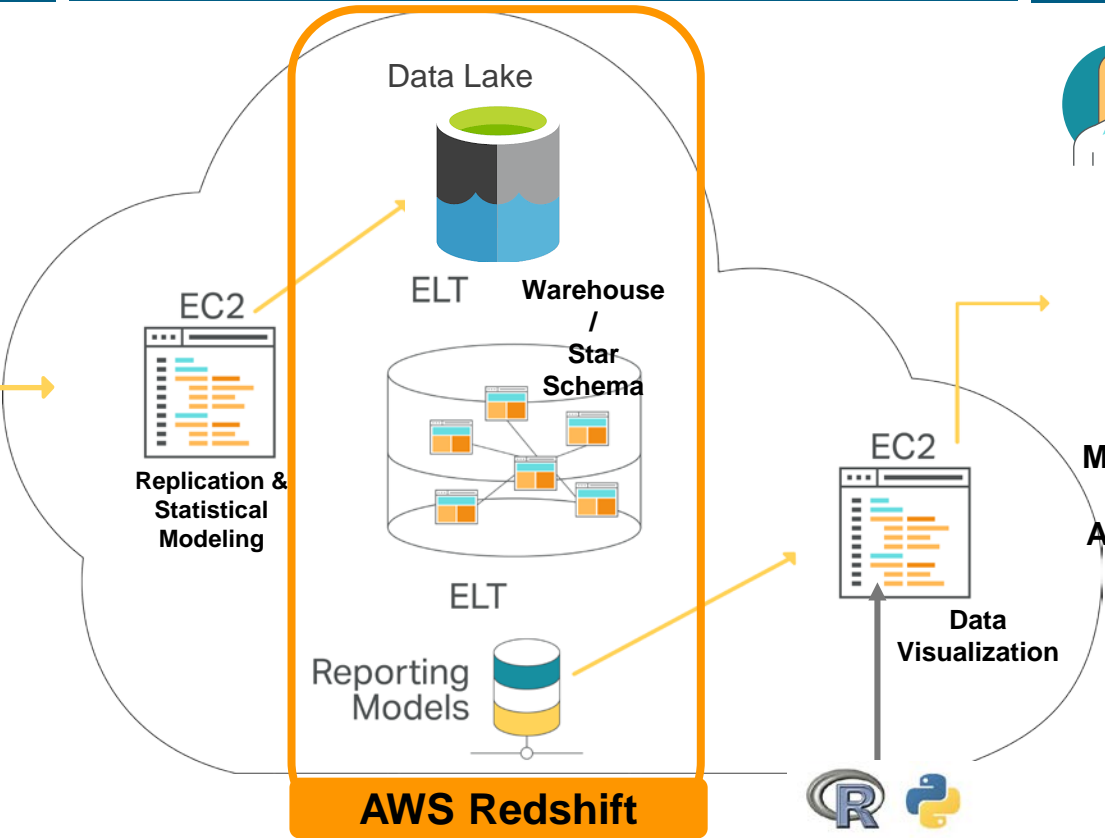 Data Lake
EC2
Replication &
Statistical
Modeling
ELT
Warehouse
/
Star
Schema
ELT
Reporting
Models
AWS Redshift
EC2
Data
Visualization
R
M
A